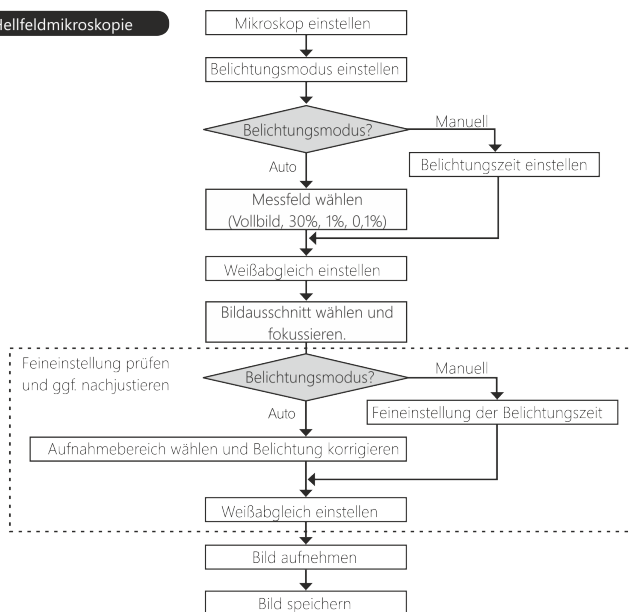 Hellfeldmikroskopie
Mikroskop einstellen
Belichtungsmodus einstellen
Belichtungsmodus?
Manuell
Belichtungszeit einstellen
Auto
Messfeld wählen
(Vollbild, 30%, 1%, 0,1%)
Weißabgleich einstellen
Bildausschnitt wählen und
fokussieren.
Feineinstellung prüfen
und ggf. nachjustieren
Belichtungsmodus?
Manuell
Feineinstellung der Belichtungszeit
Auto
Aufnahmebereich wählen und Belichtung korrigieren
Weißabgleich einstellen
Bild aufnehmen
Bild speichern